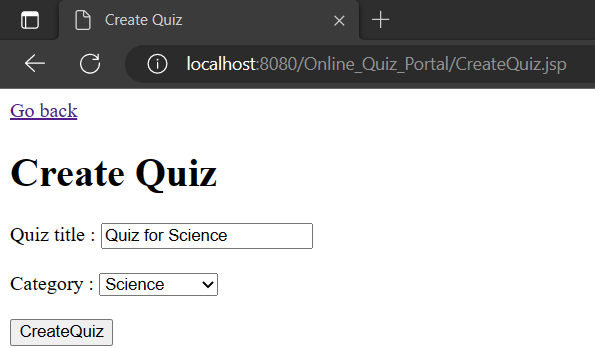 Create Quiz
localhost:8080/Online_Quiz_Portal/CreateQuiz.jsp
Go back
Create Quiz
Quiz title : Quiz for Science
Category : Science
CreateQuiz